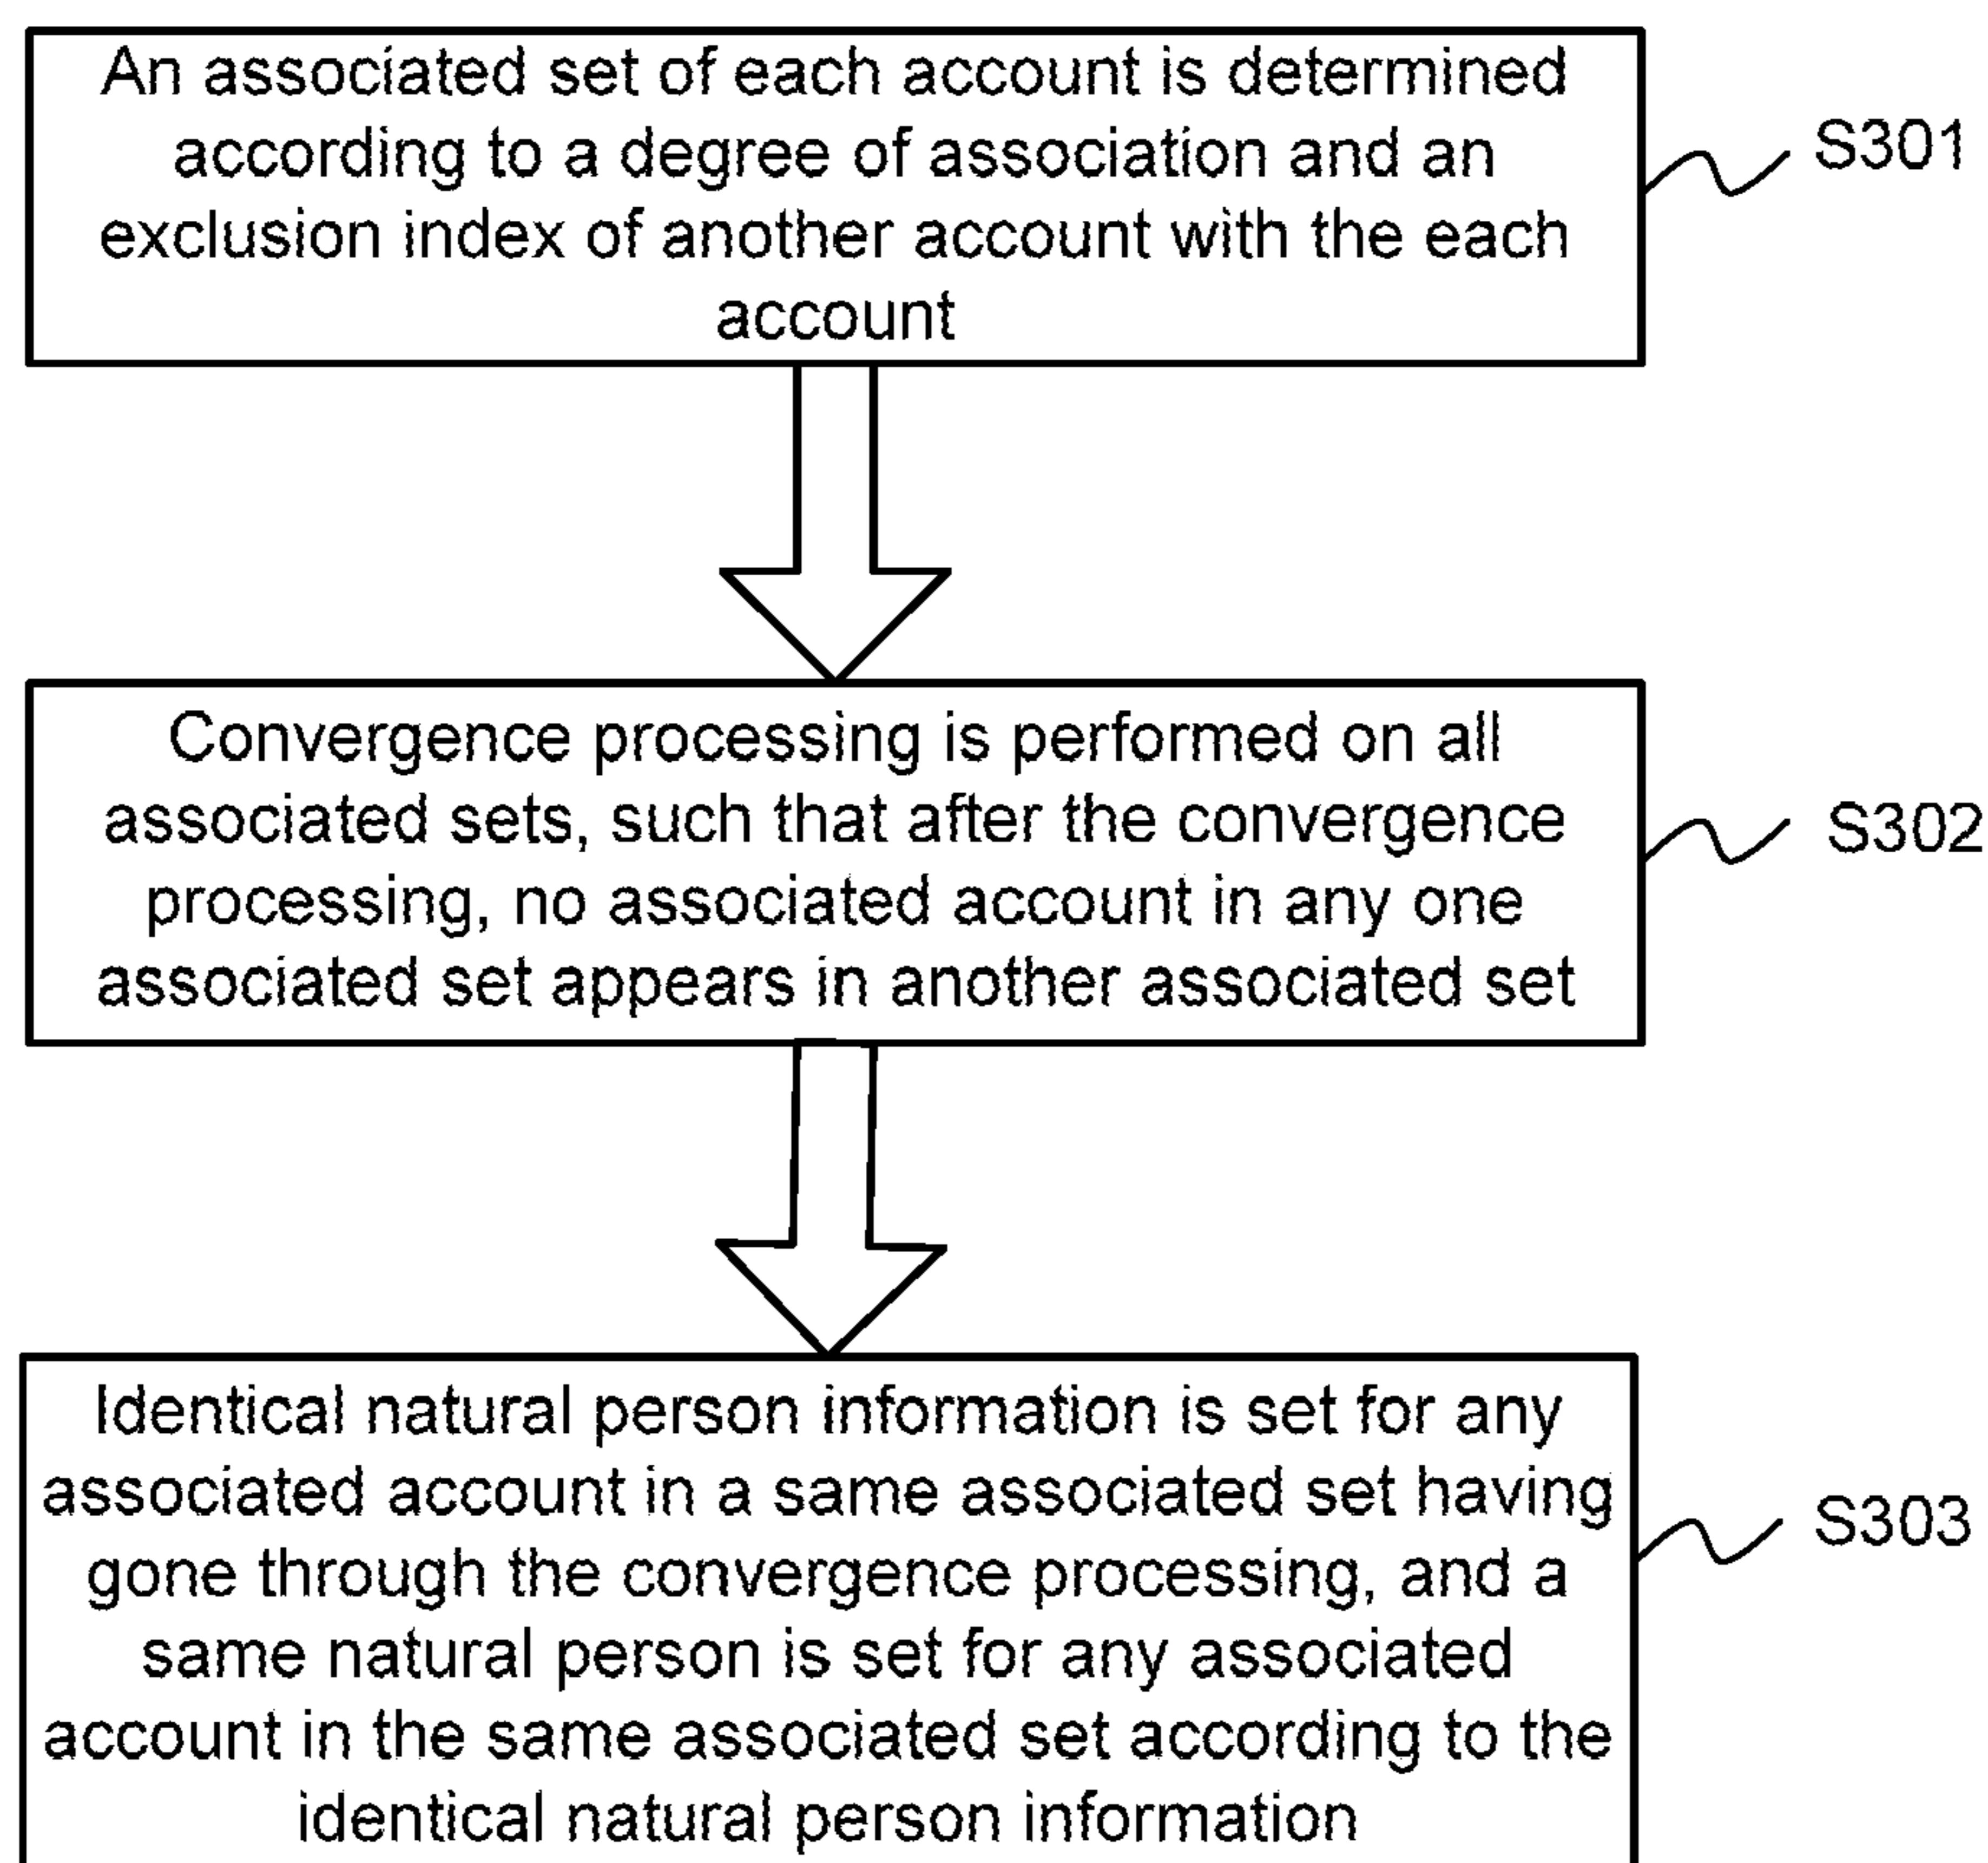 An associated set of each account is determined
according to a degree of association and an
exclusion index of another account with the each
account
S301
Convergence processing is performed on all
associated sets, such that after the convergence
processing, no associated account in any one
associated set appears in another associated set
S302
Identical natural person information is set for any
associated account in a same associated set having
gone through the convergence processing, and a
same natural person is set for any associated
account in the same associated set according to the
identical natural person information
S303